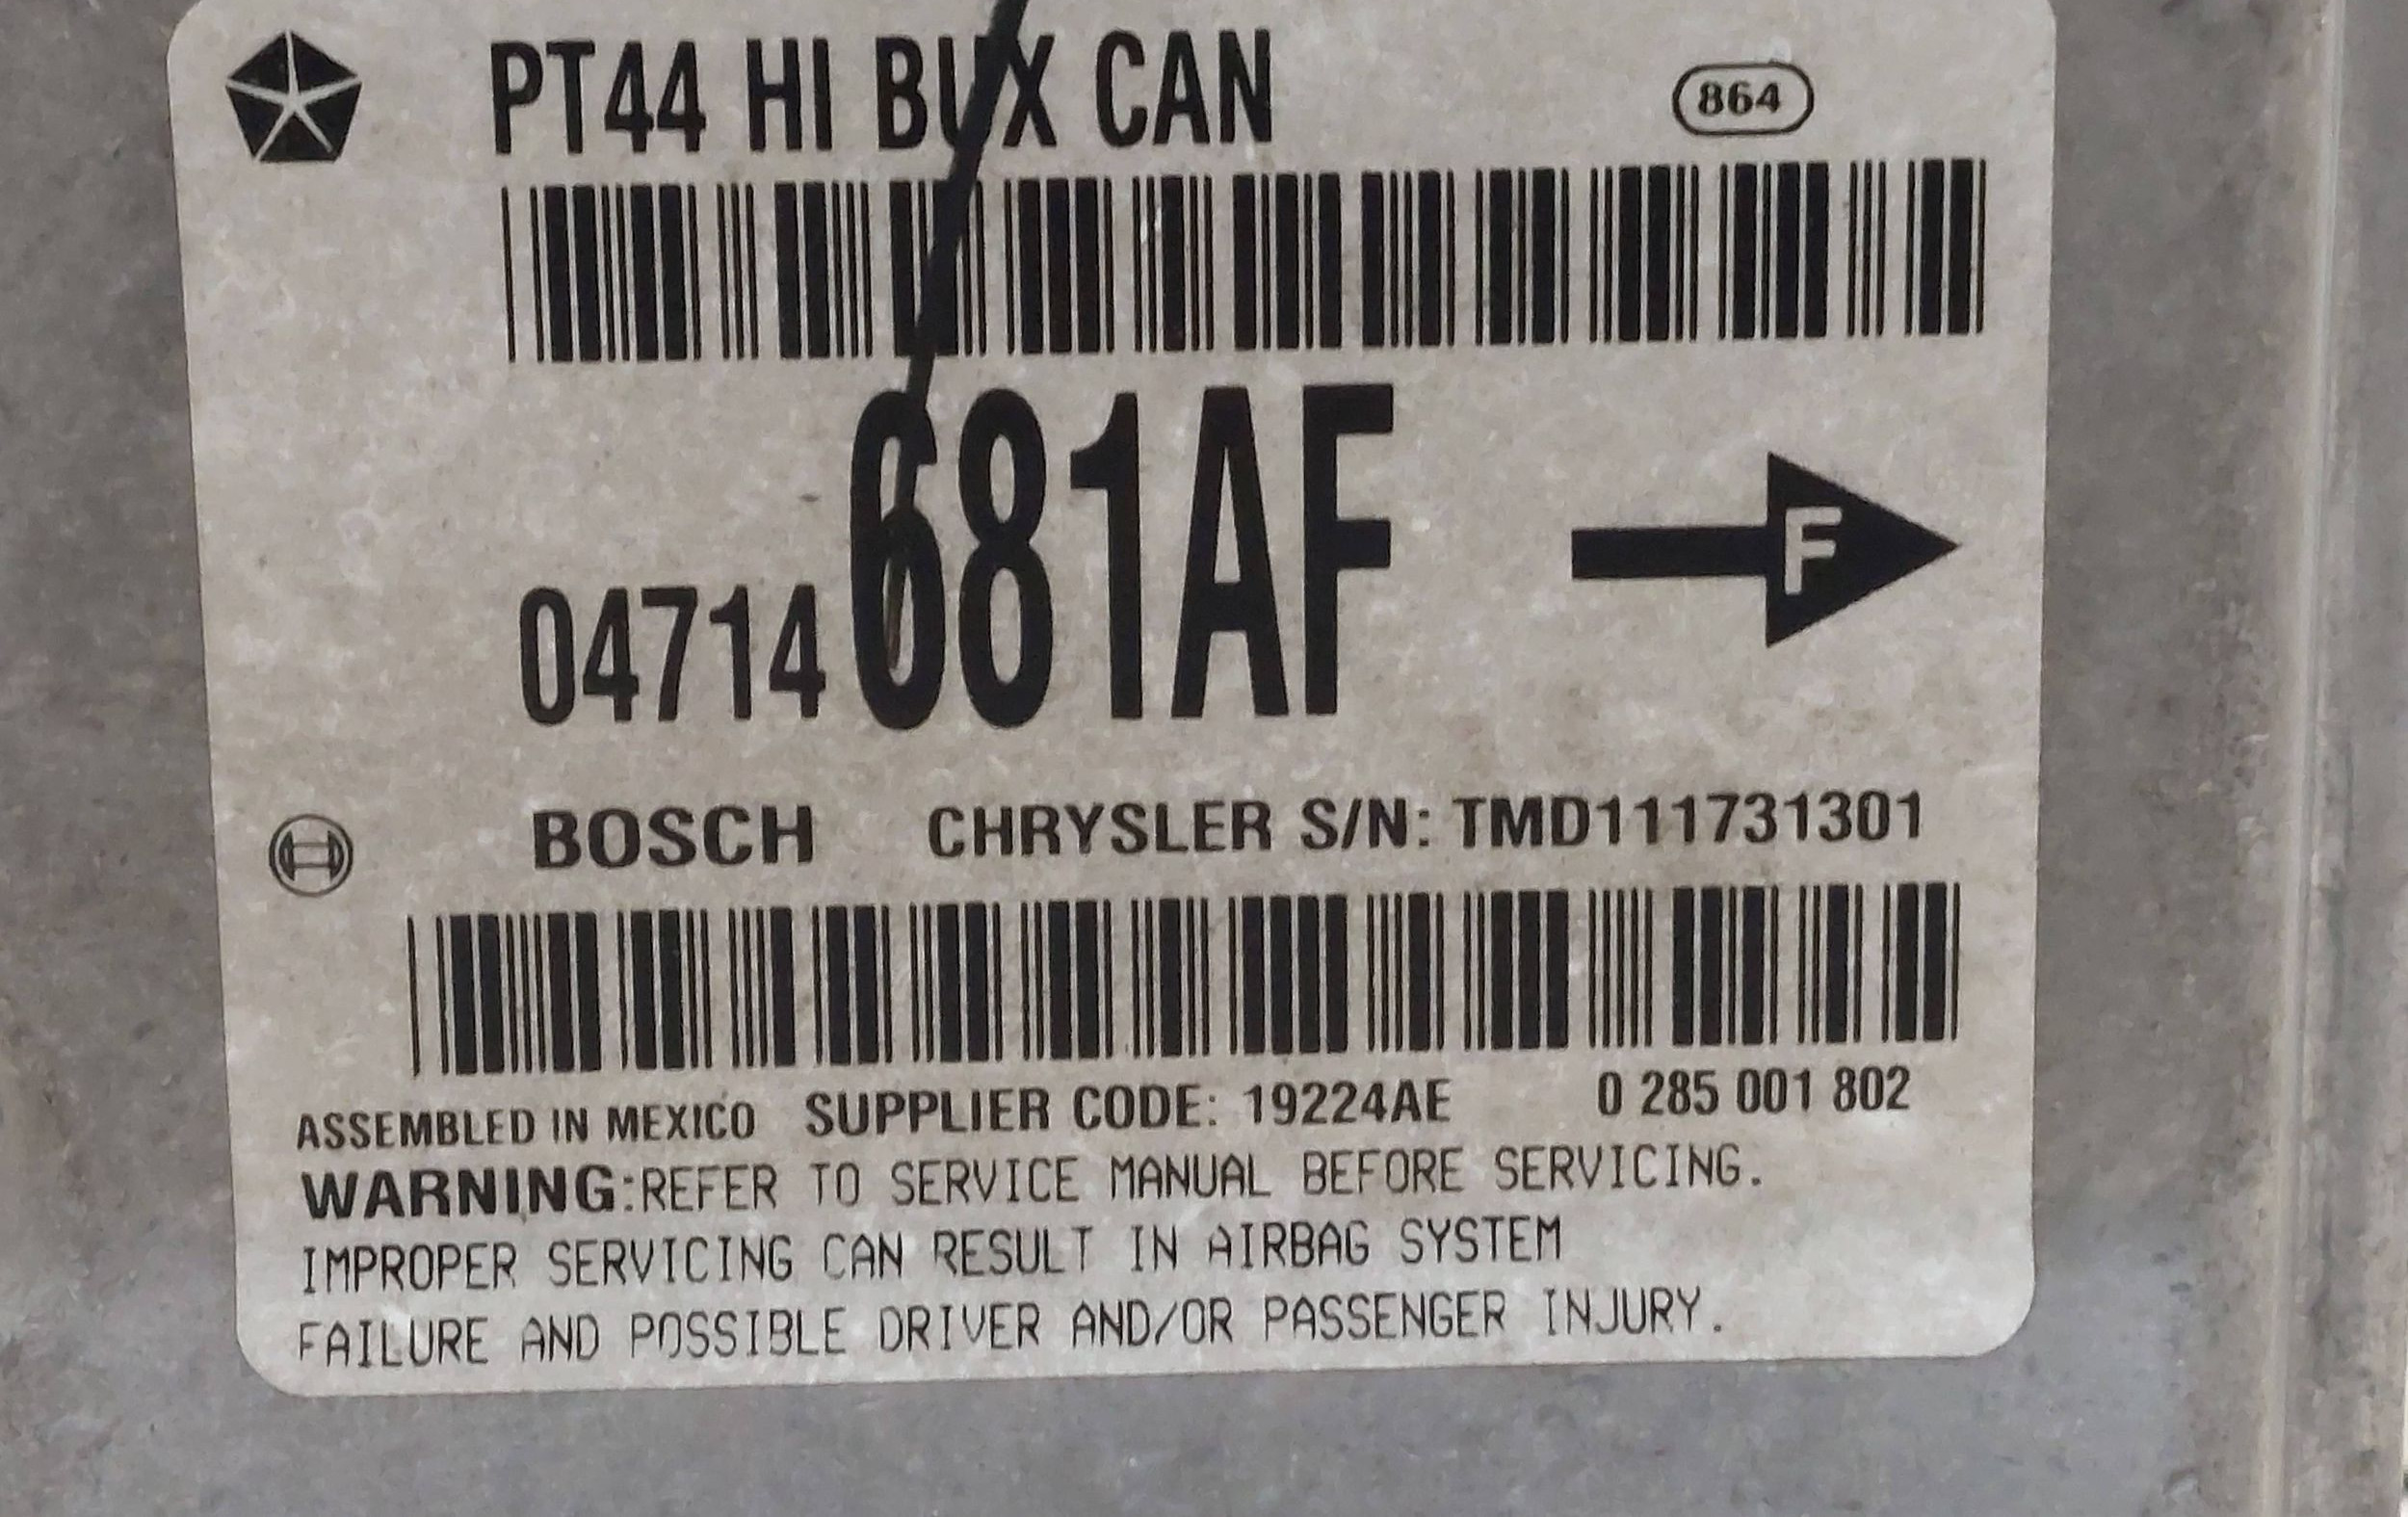 PT44 HI BUX CAN 864
04714681AF F
BOSCH CHRYSLER S/N: TMD111731301
ASSEMBLED IN MEXICO SUPPLIER CODE: 19224AE 0 285 001 802
WARNING:REFER TO SERVICE MANUAL BEFORE SERVICING.
IMPROPER SERVICING CAN RESULT IN AIRBAG SYSTEM
FAILURE AND POSSIBLE DRIVER AND/OR PASSENGER INJURY.